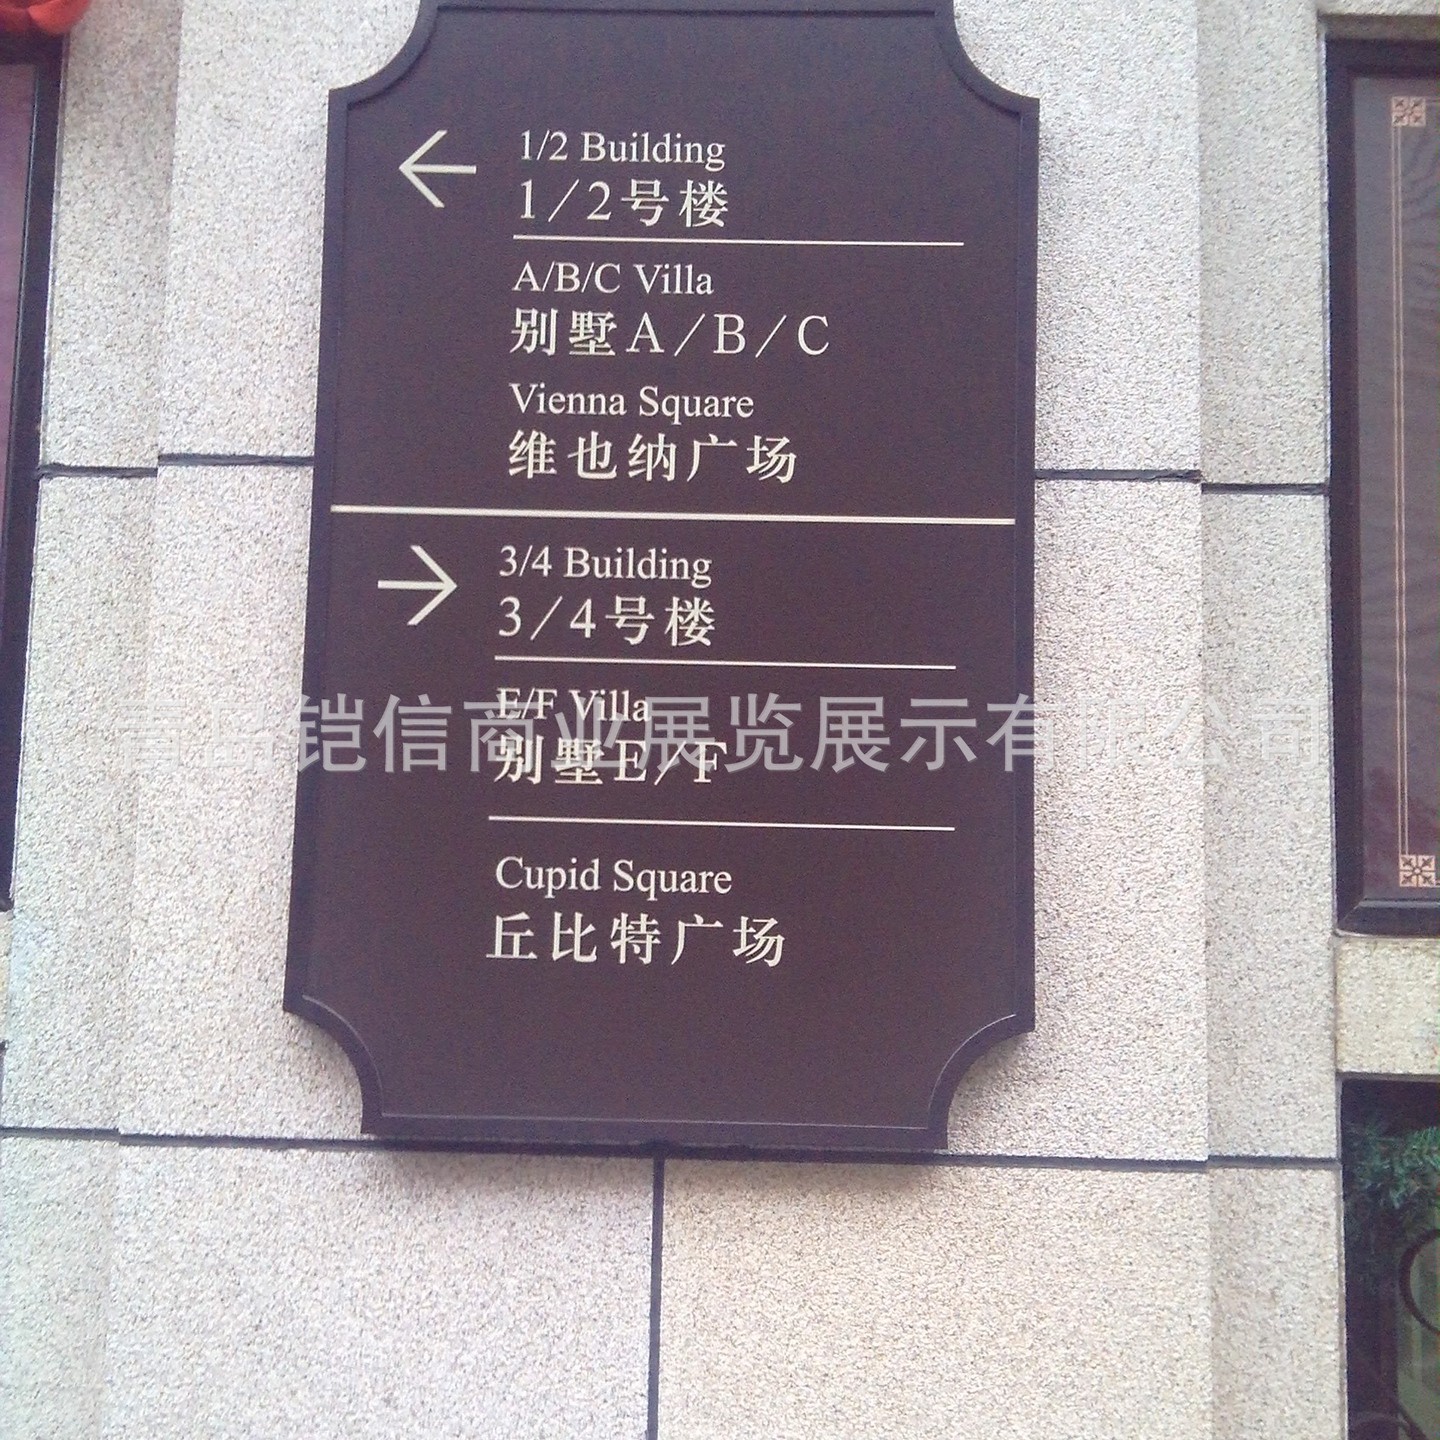 1/2 Building
1/2号楼
A/B/C Villa
别墅A/B/C
Vienna Square
维也纳广场
3/4 Building
3/4号楼
E/F Villa
别墅E/F
青岛铠信商业展览展示有限公司
Cupid Square
丘比特广场